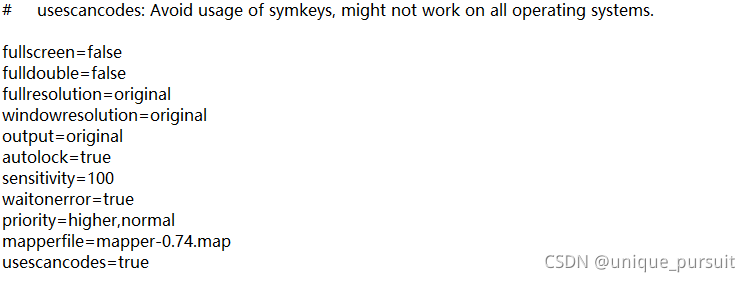 #     usescancodes: Avoid usage of symkeys, might not work on all operating systems.
fullscreen=false
fulldouble=false
fullresolution=original
windowresolution=original
output=original
autolock=true
sensitivity=100
waitonerror=true
priority=higher,normal
mapperfile=mapper-0.74.map
usescancodes=true
CSDN @unique_pursuit